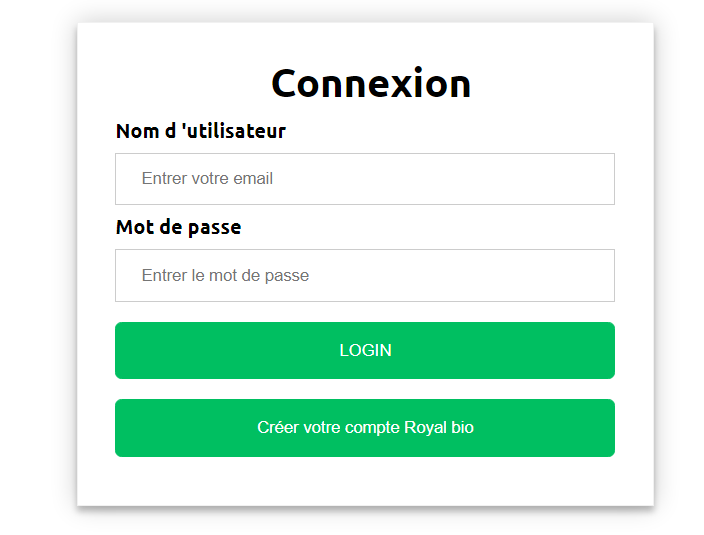 Connexion
Nom d 'utilisateur
Entrer votre email
Mot de passe
Entrer le mot de passe
LOGIN
Créer votre compte Royal bio